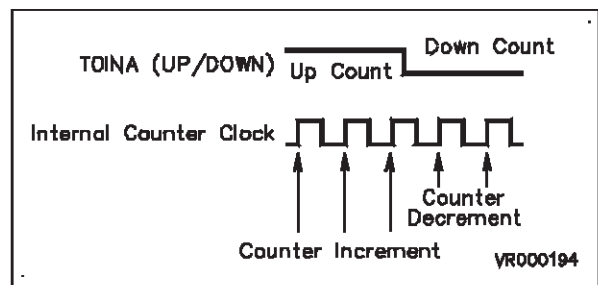 TOINA (UP/DOWN)
Up Count
Down Count
Internal Counter Clock
Counter
Decrement
Counter Increment
VR000194